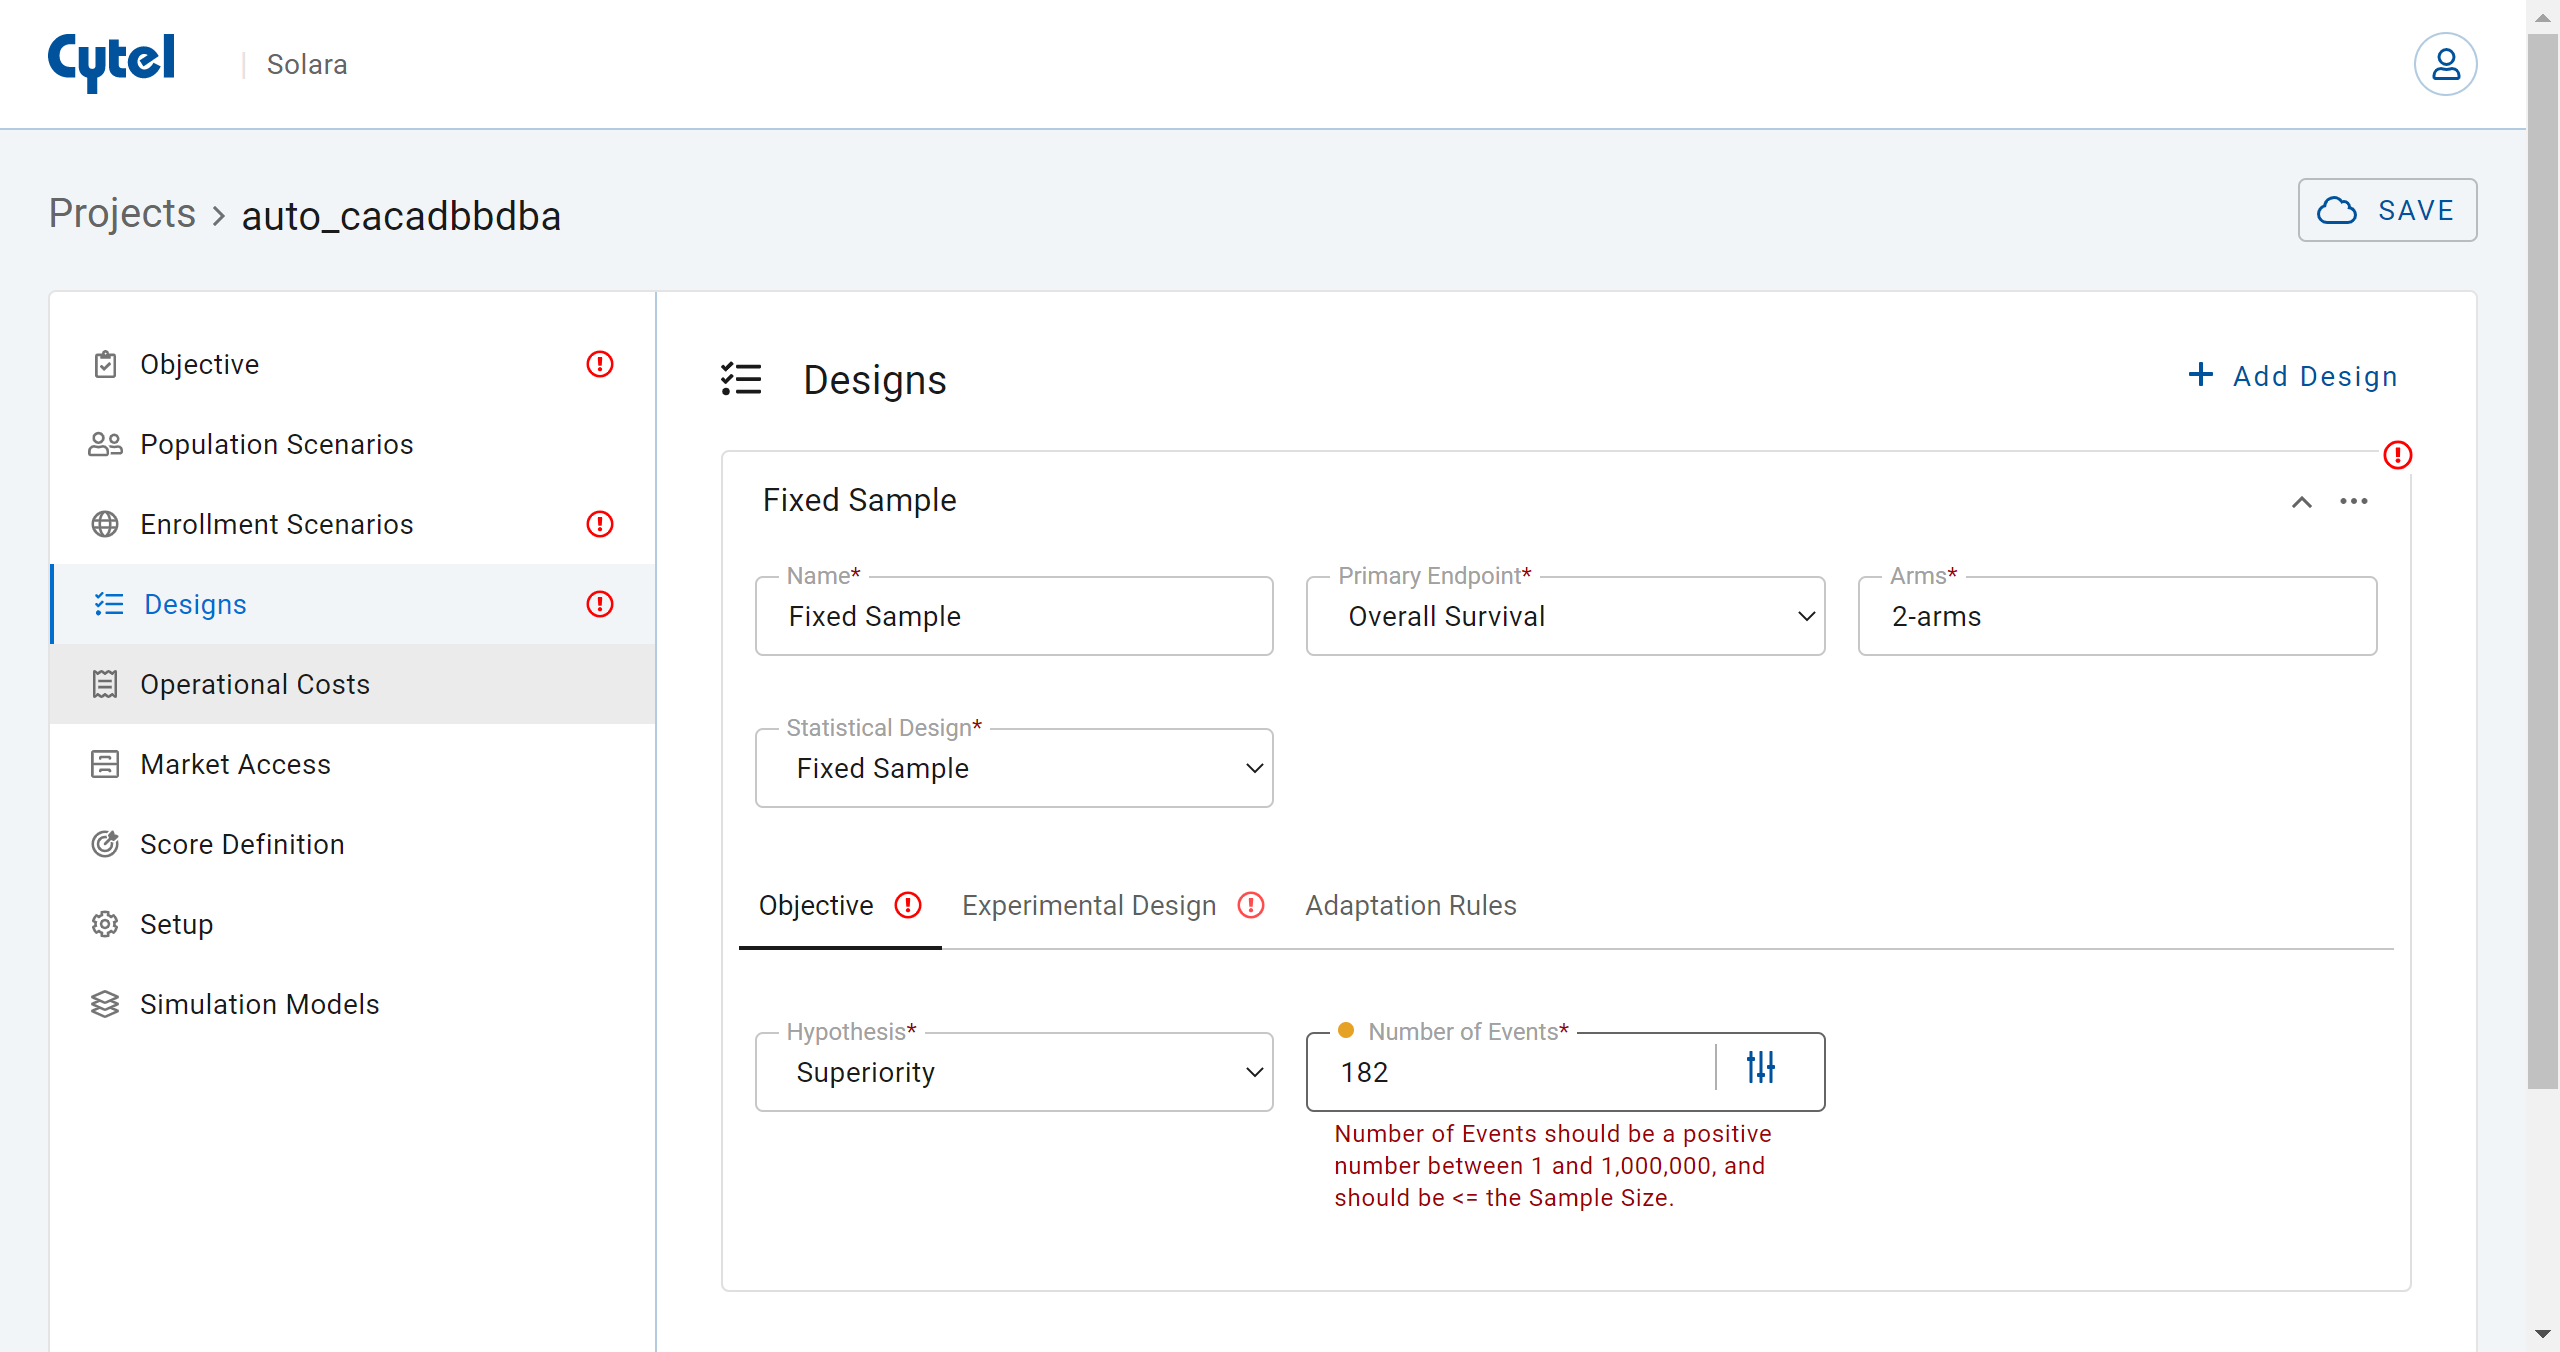 Cytel
Solara
Projects > auto_cacadbbdba
SAVE
Objective
Population Scenarios
Enrollment Scenarios
Designs
Operational Costs
Market Access
Score Definition
Setup
Simulation Models
Designs
+ Add Design
Fixed Sample
Name*
Fixed Sample
Primary Endpoint*
Overall Survival
Arms*
2-arms
Statistical Design*
Fixed Sample
Objective
Experimental Design
Adaptation Rules
Hypothesis*
Superiority
Number of Events*
182
Number of Events should be a positive
number between 1 and 1,000,000, and
should be <= the Sample Size.